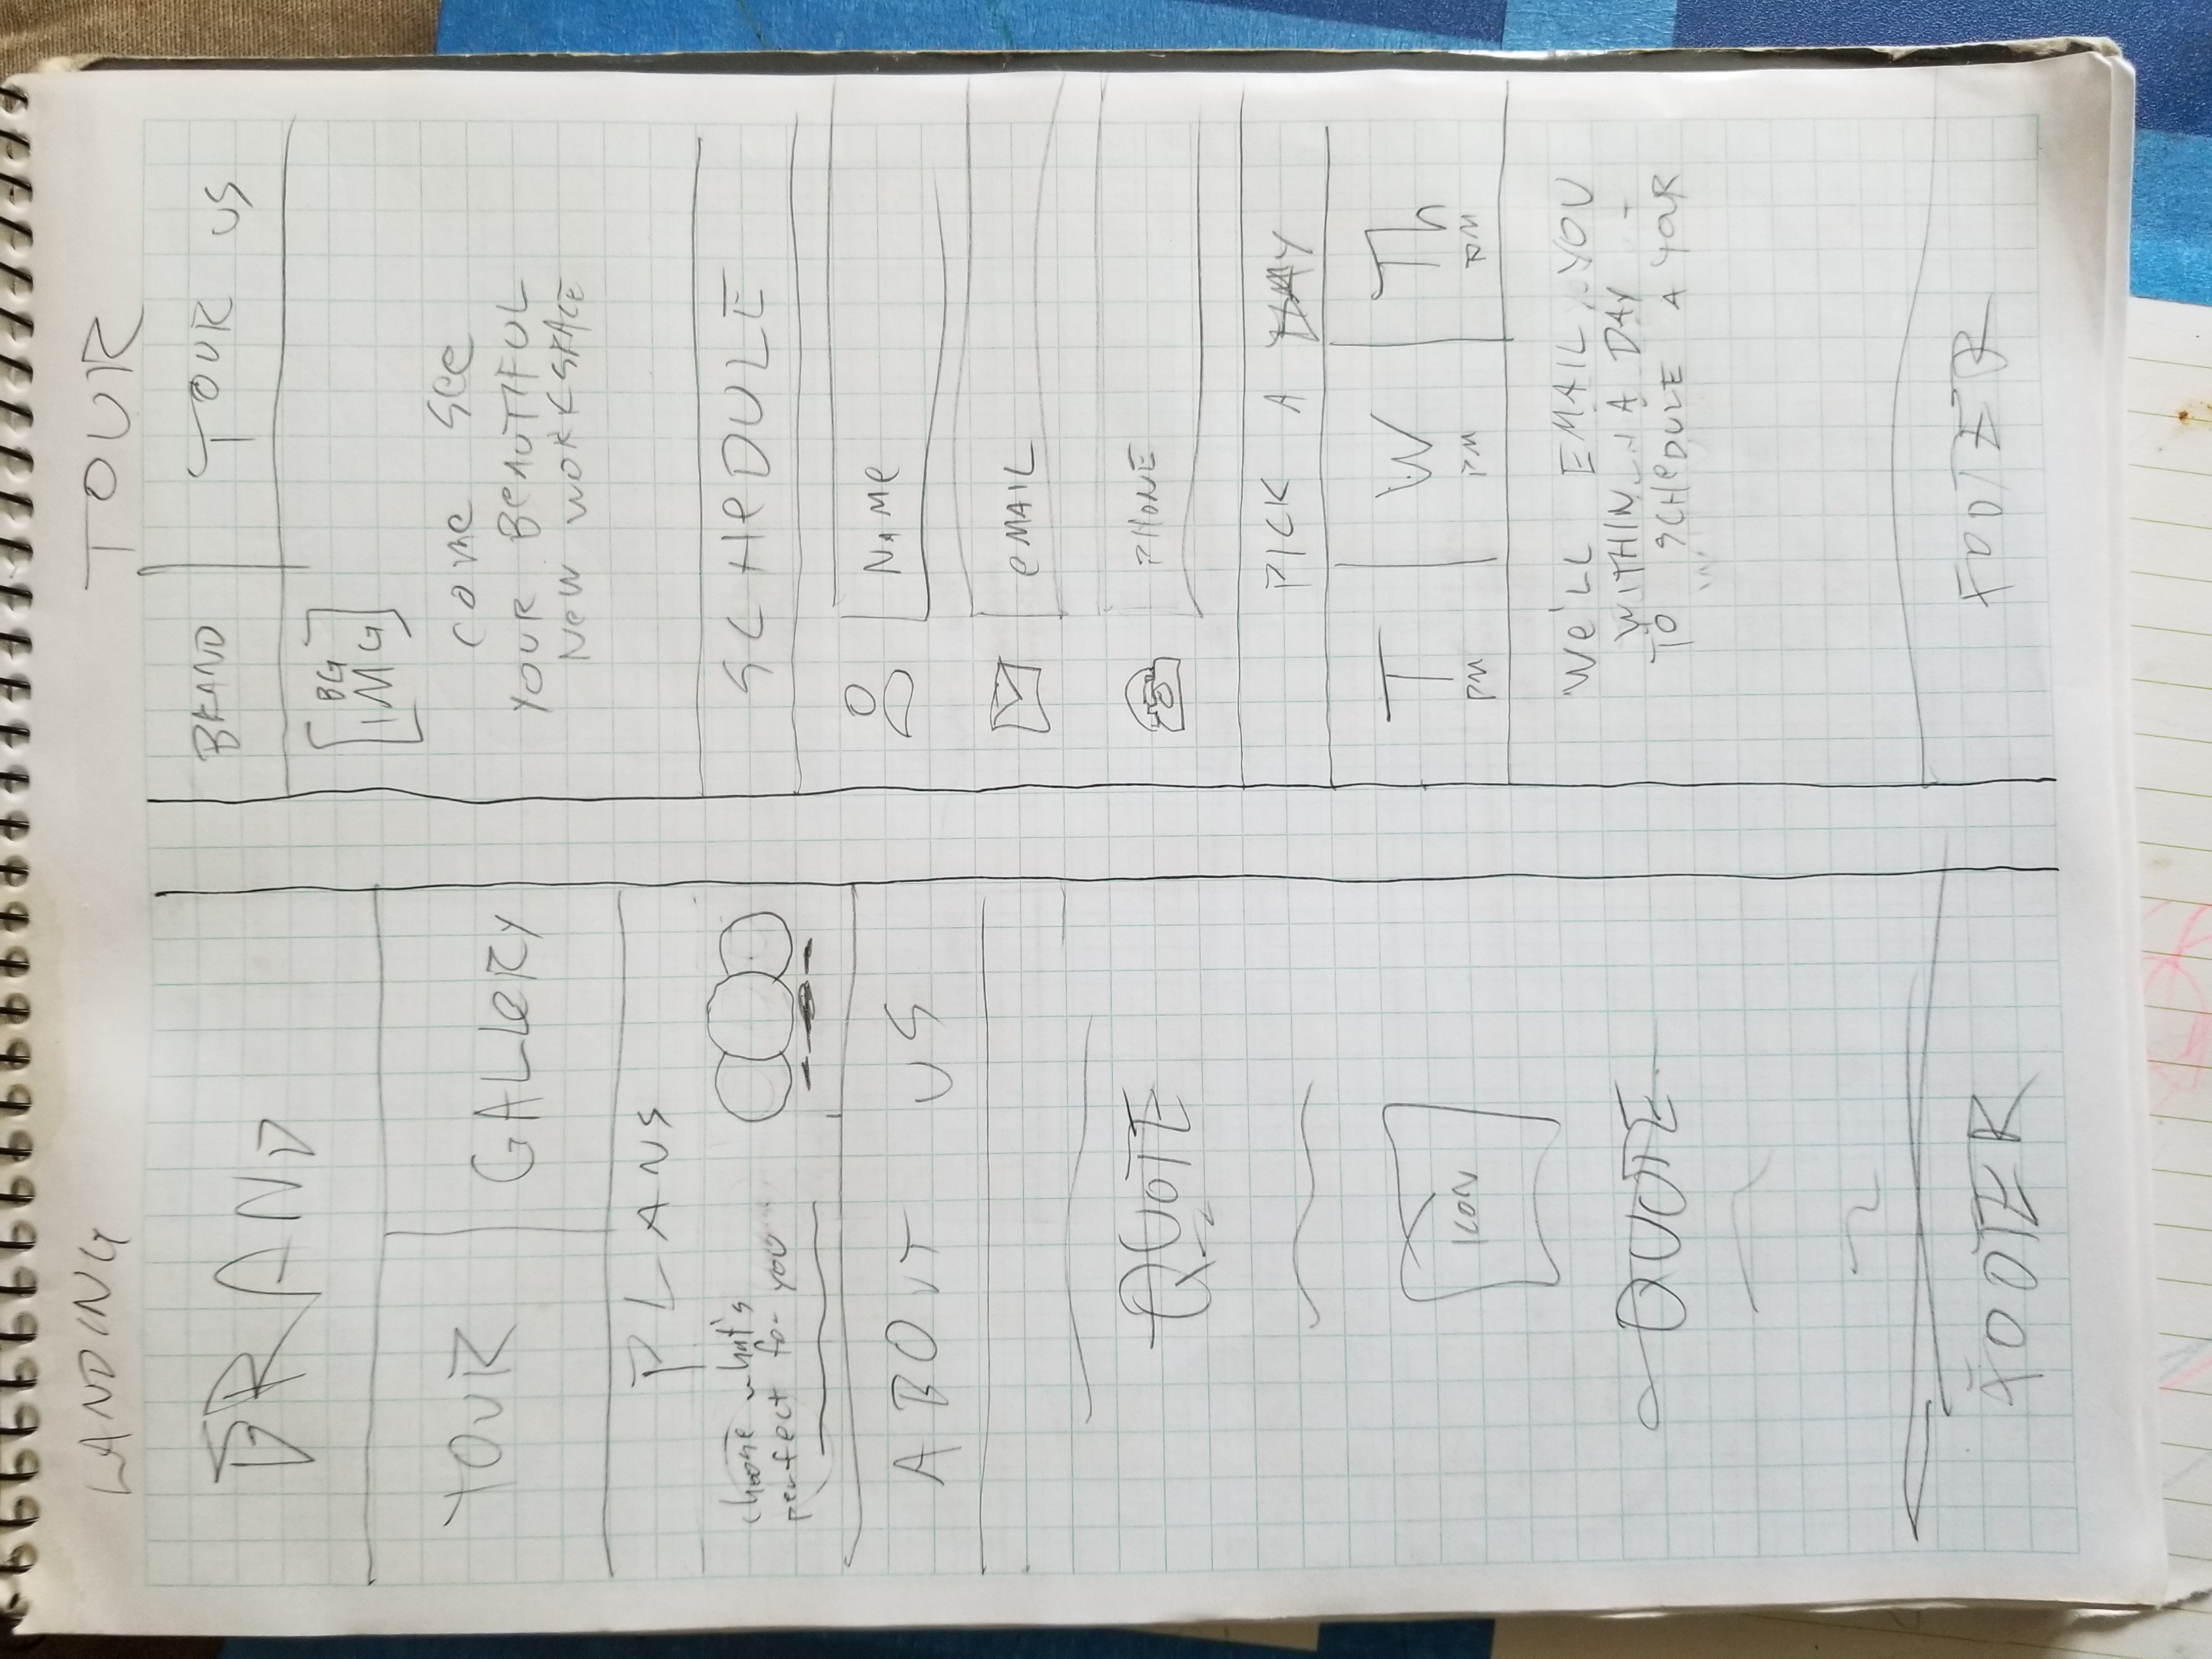 LANDING
BRAND
TOUR GALLERY
PLANS
choose what's
perfect for you
ABOUT US
QUOTE
ICON
QUOTE
FOOTER
TOUR
BRAND TOUR US
[BG
IMG]
come see
YOUR BEAUTIFUL
NEW WORKSPACE
SCHEDULE
NAME
eMAIL
PHONE
PICK A DAY
T W Th
PM PM PM
We'LL EMAIL YOU
WITHIN A DAY
TO SCHEDULE A YOUR
FOOTER